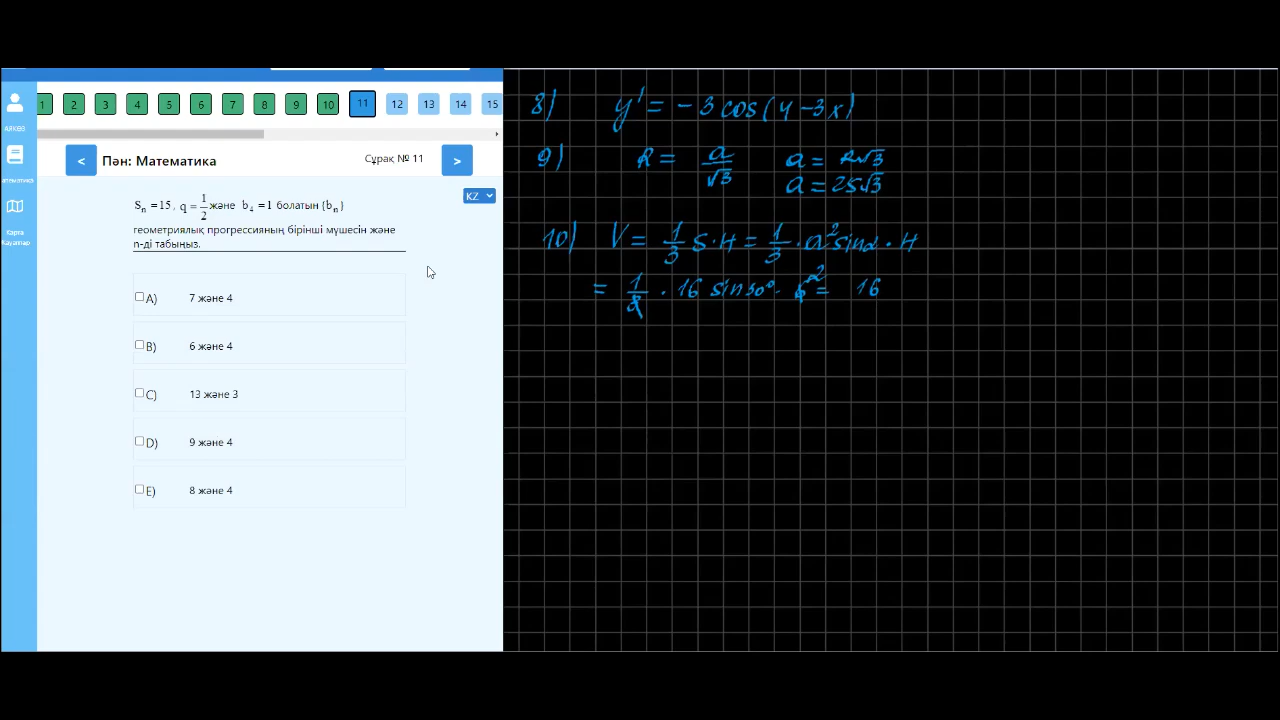 1 2 3 4 5 6 7 8 9 10 11 12 13 14 15
< Пән: Математика Сұрақ № 11 >
KZ
Sₙ = 15, q = 1/2 және b₄ = 1 болатын {bₙ}
геометриялық прогрессияның бірінші мүшесін және
n-ді табыңыз.
A) 7 және 4
B) 6 және 4
C) 13 және 3
D) 9 және 4
E) 8 және 4
Карта
8) y' = -3 cos(4-3x)
9) R = a/√3 a = R√3
a = 25√3
10) V = 1/3 S·H = 1/3 · a² sinα · H
= 1/3 · 16 sin30° · 6² = 16